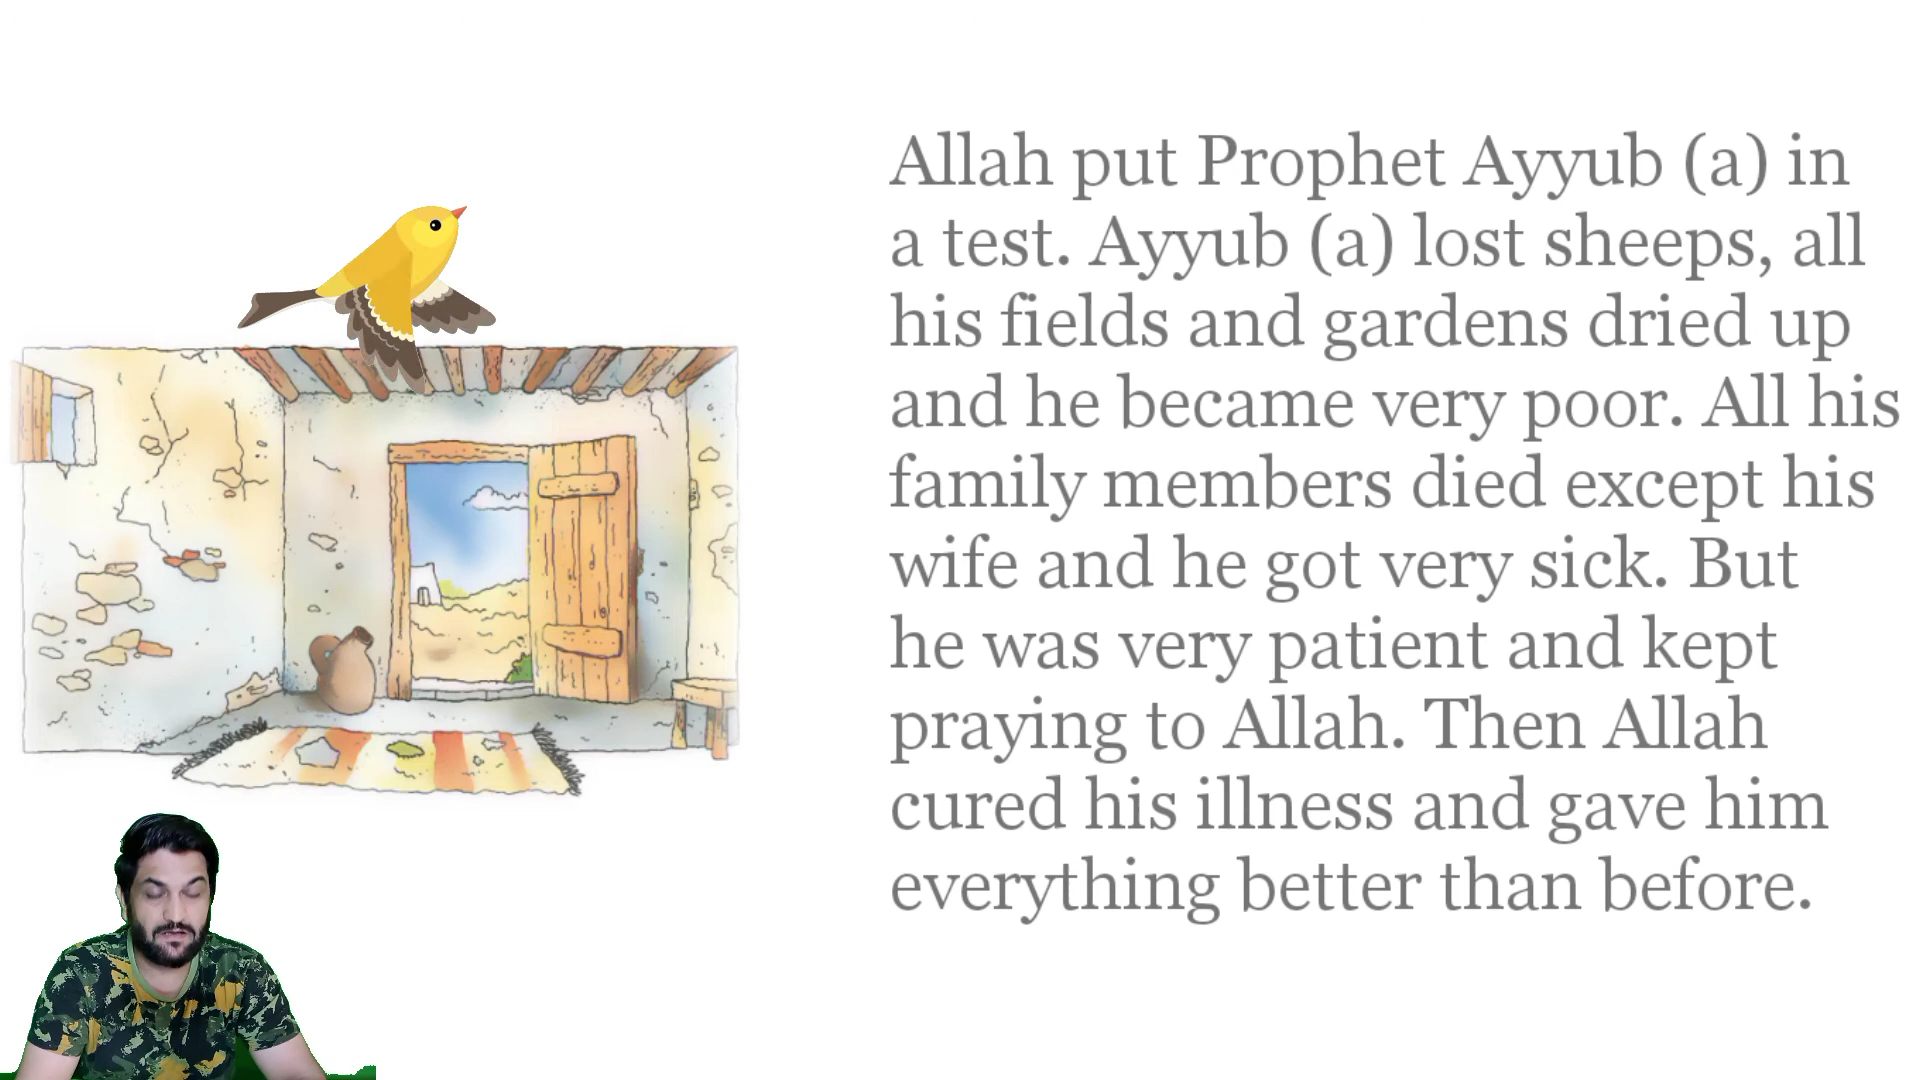 Allah put Prophet Ayyub (a) in
a test. Ayyub (a) lost sheeps, all
his fields and gardens dried up
and he became very poor. All his
family members died except his
wife and he got very sick. But
he was very patient and kept
praying to Allah. Then Allah
cured his illness and gave him
everything better than before.